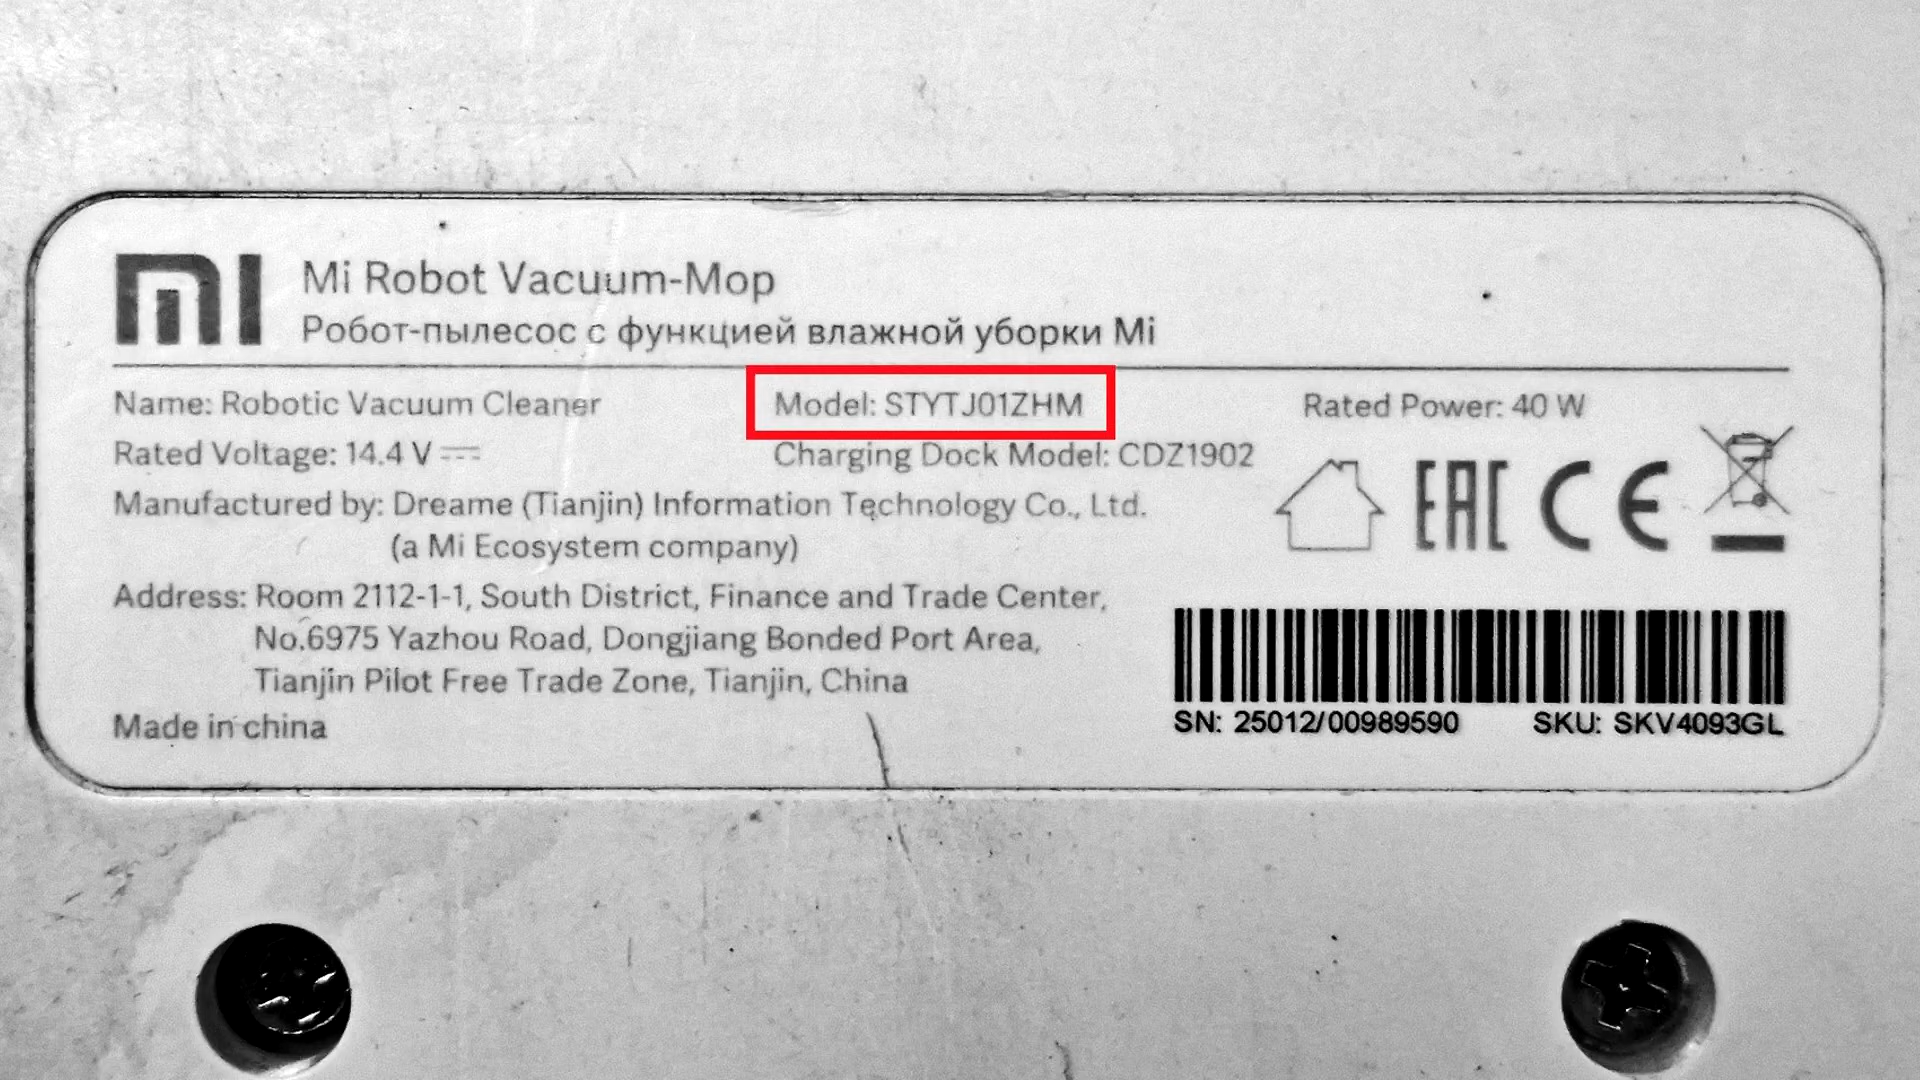 mi Mi Robot Vacuum-Mop
Робот-пылесос с функцией влажной уборки Mi
Name: Robotic Vacuum Cleaner Model: STYTJ01ZHM Rated Power: 40 W
Rated Voltage: 14.4 V Charging Dock Model: CDZ1902
Manufactured by: Dreame (Tianjin) Information Technology Co., Ltd.
(a Mi Ecosystem company)
EAC CE
Address: Room 2112-1-1, South District, Finance and Trade Center,
No.6975 Yazhou Road, Dongjiang Bonded Port Area,
Tianjin Pilot Free Trade Zone, Tianjin, China
Made in china
SN: 25012/00989590 SKU: SKV4093GL